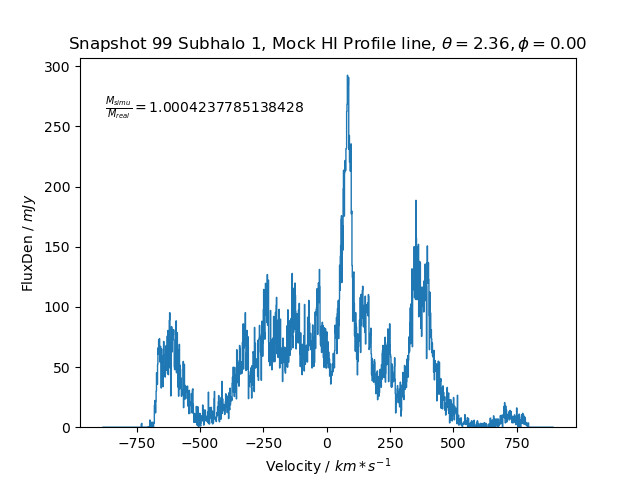 Snapshot 99 Subhalo 1, Mock HI Profile line, θ = 2.36, ϕ = 0.00
M_simu/M_real = 1.0004237785138428
FluxDen / mJy
300
250
200
150
100
50
0
−750 −500 −250 0 250 500 750
Velocity / km * s⁻¹